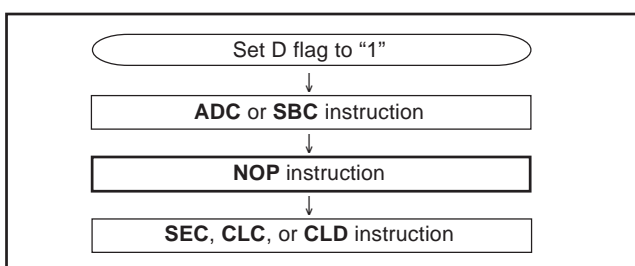 Set D flag to “1”
ADC or SBC instruction
NOP instruction
SEC, CLC, or CLD instruction